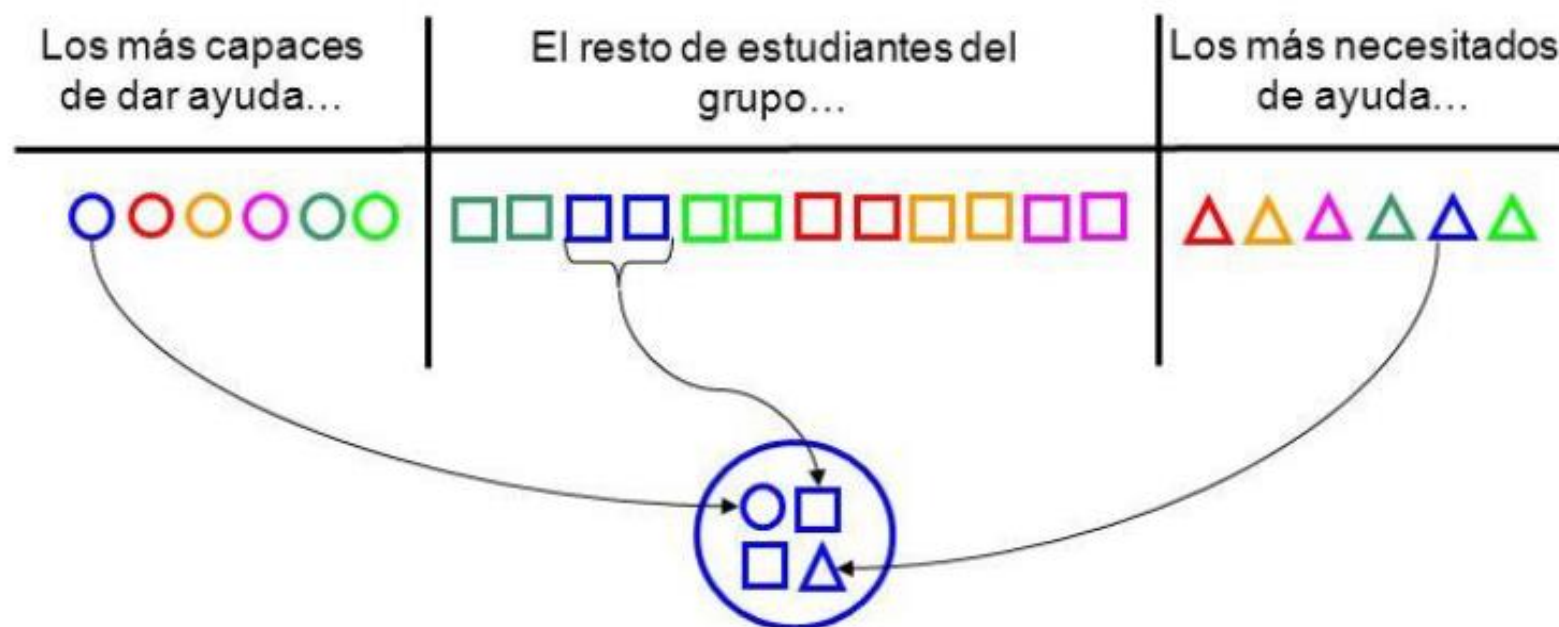 Los más capaces
de dar ayuda...
El resto de estudiantes del
grupo...
Los más necesitados
de ayuda...